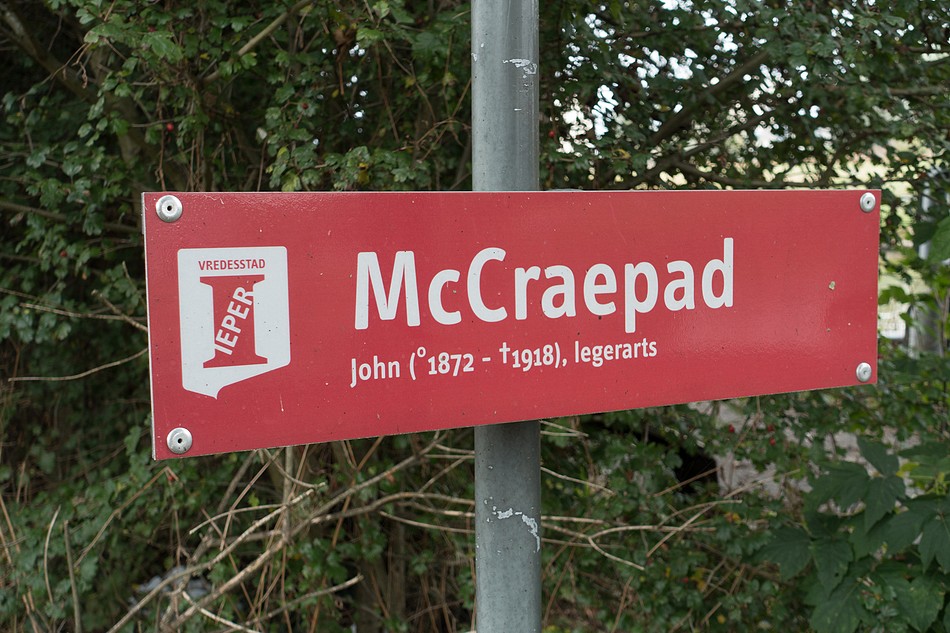 VREDESSTAD
IEPER
McCraepad
John (°1872 - †1918), legerarts